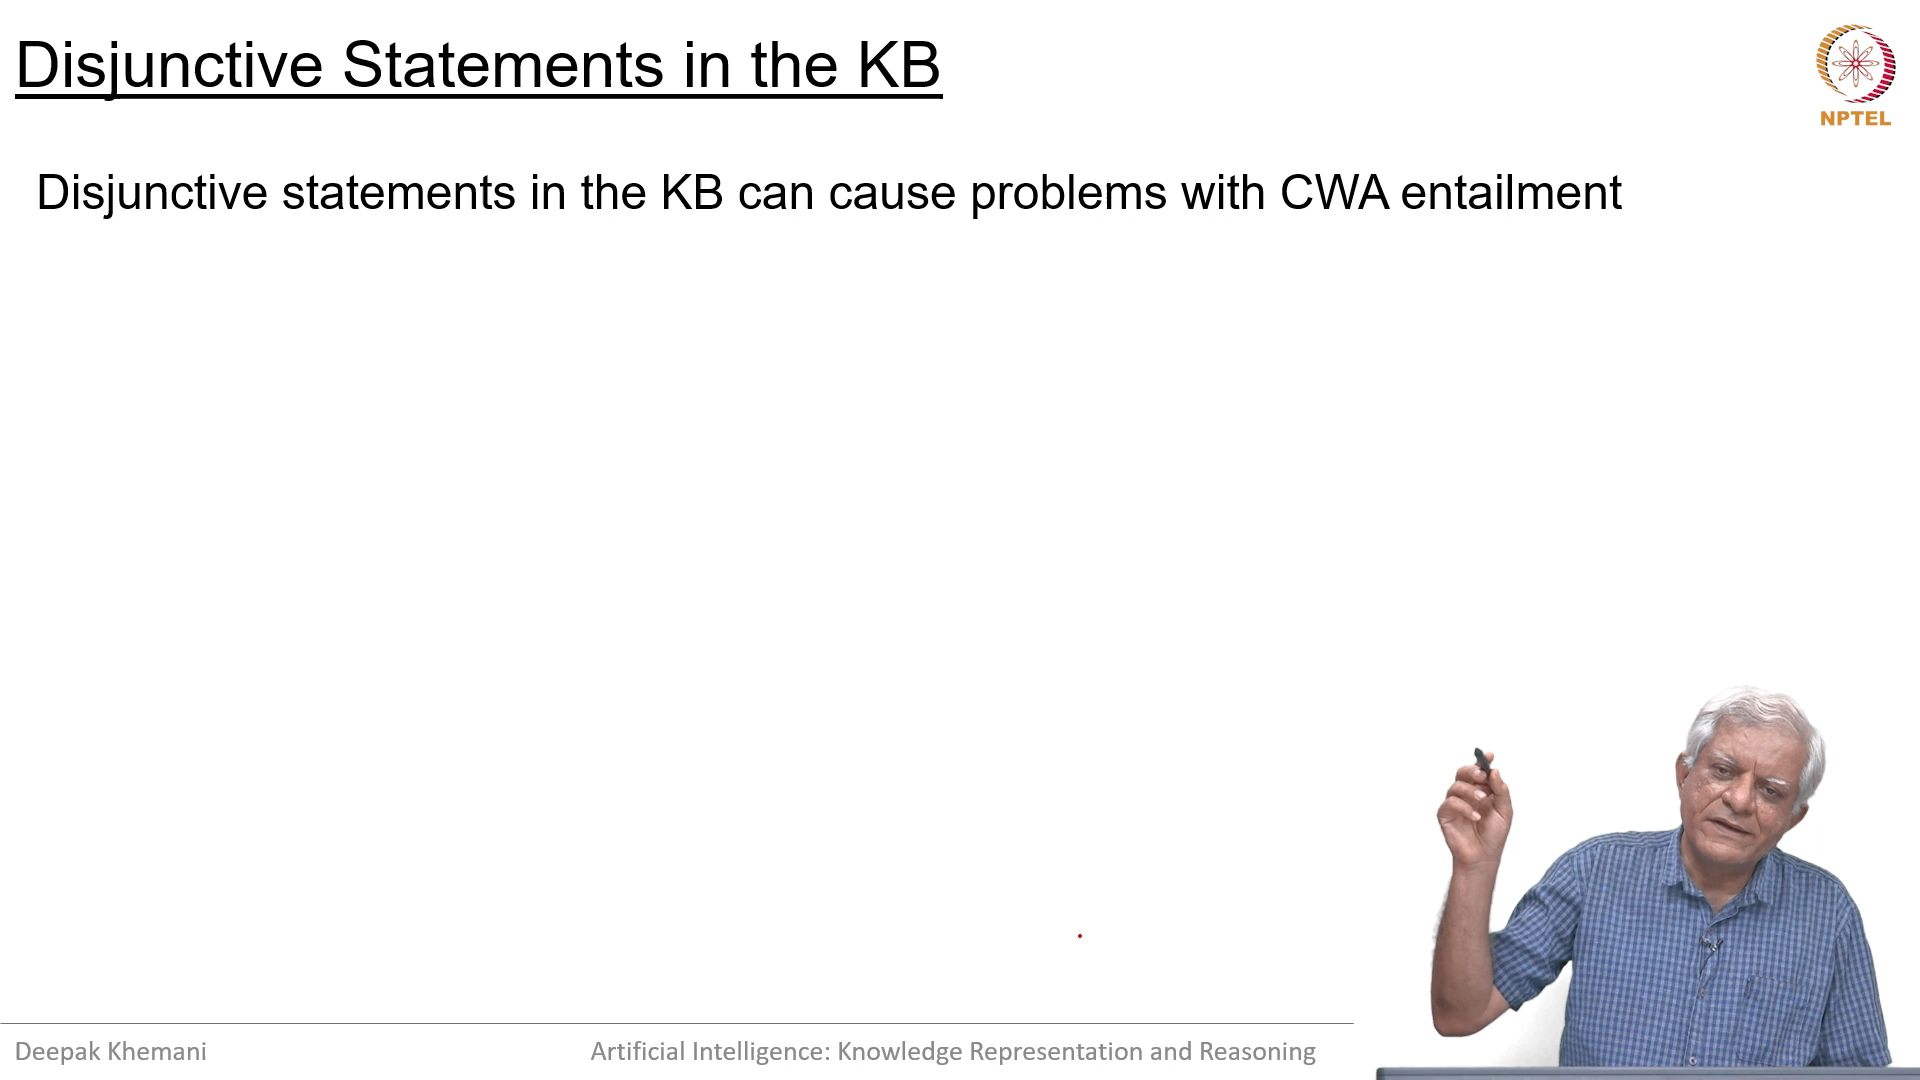 Disjunctive Statements in the KB
NPTEL
Disjunctive statements in the KB can cause problems with CWA entailment
Deepak Khemani
Artificial Intelligence: Knowledge Representation and Reasoning